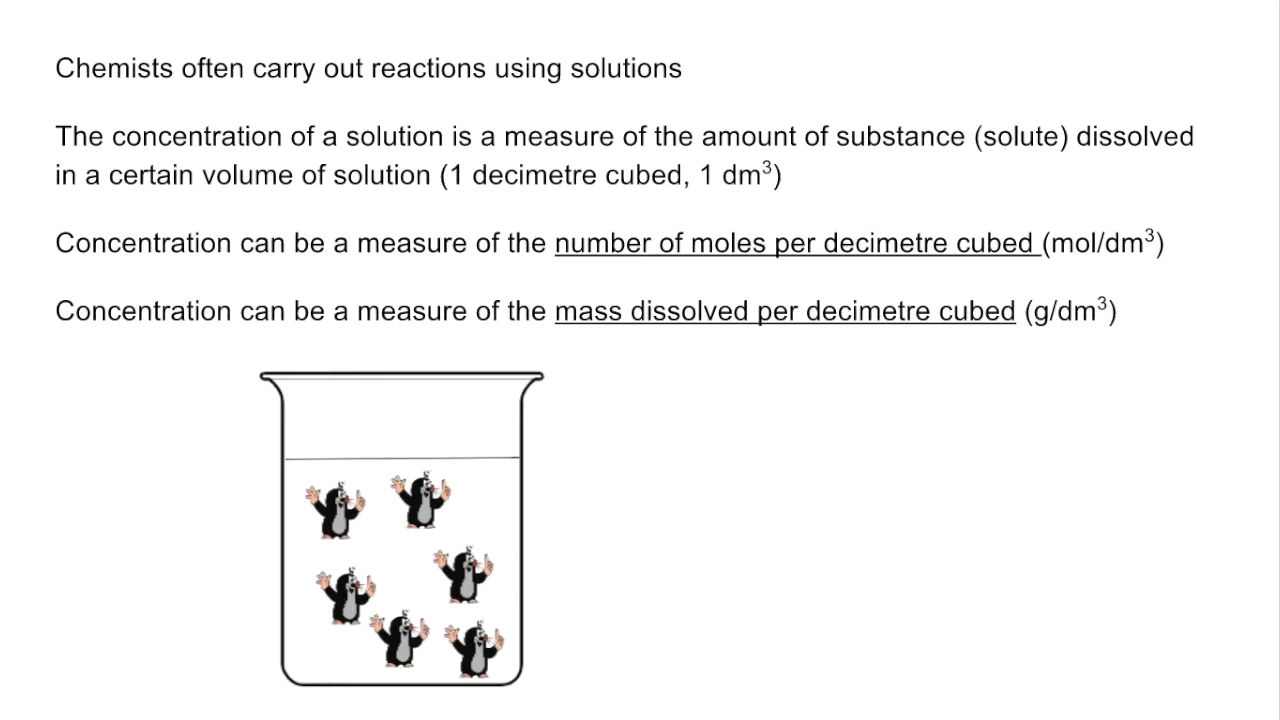 Chemists often carry out reactions using solutions
The concentration of a solution is a measure of the amount of substance (solute) dissolved
in a certain volume of solution (1 decimetre cubed, 1 dm³)
Concentration can be a measure of the number of moles per decimetre cubed (mol/dm³)
Concentration can be a measure of the mass dissolved per decimetre cubed (g/dm³)